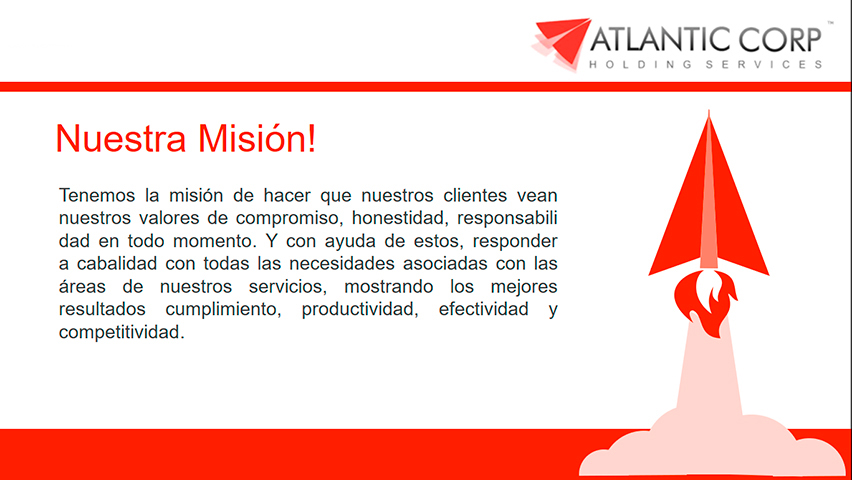 ATLANTIC CORP ™
HOLDING SERVICES
Nuestra Misión!
Tenemos la misión de hacer que nuestros clientes vean
nuestros valores de compromiso, honestidad, responsabili
dad en todo momento. Y con ayuda de estos, responder
a cabalidad con todas las necesidades asociadas con las
áreas de nuestros servicios, mostrando los mejores
resultados cumplimiento, productividad, efectividad y
competitividad.